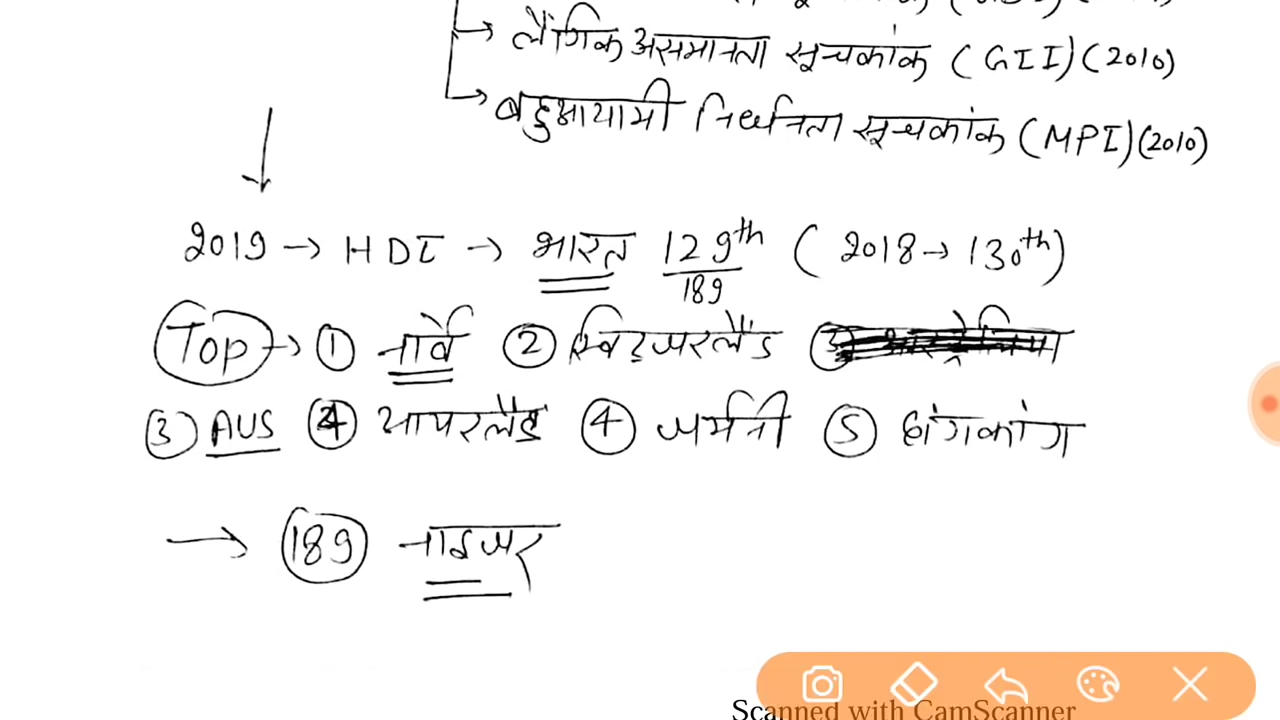 → लैंगिक असमानता सूचकांक (GII) (2010)
→ बहुआयामी निर्धनता सूचकांक (MPI) (2010)
2019 → HDI → भारत 129th/189 (2018 → 130th)
Top → ① नार्वे ② स्विट्जरलैंड
③ AUS ④ आयरलैंड ④ जर्मनी ⑤ हांगकांग
→ 189 नाइजर
Scanned with CamScanner